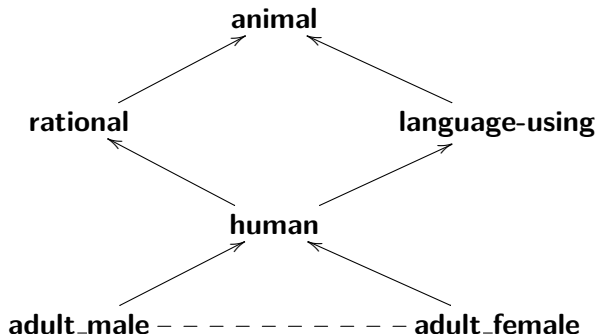 animal
rational language-using
human
adult_male adult_female